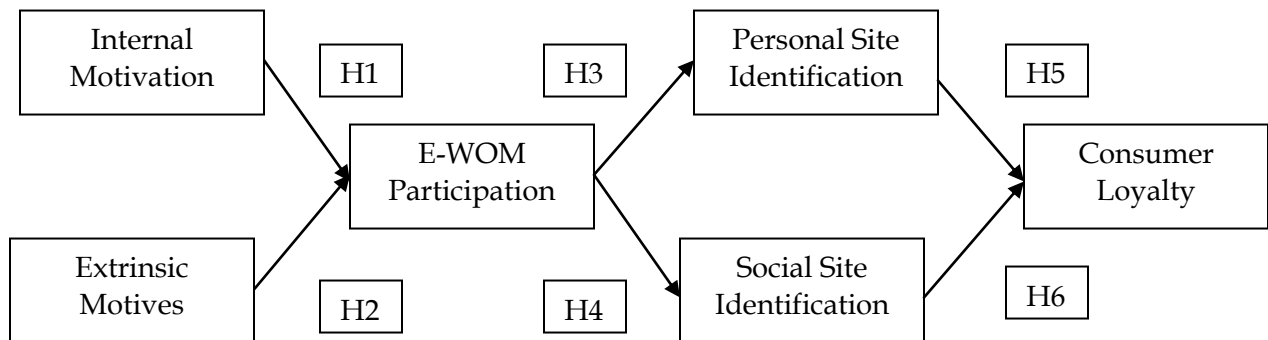 Internal
Motivation
H1
H3
Personal Site
Identification
H5
E-WOM
Participation
Consumer
Loyalty
Extrinsic
Motives
H2
H4
Social Site
Identification
H6